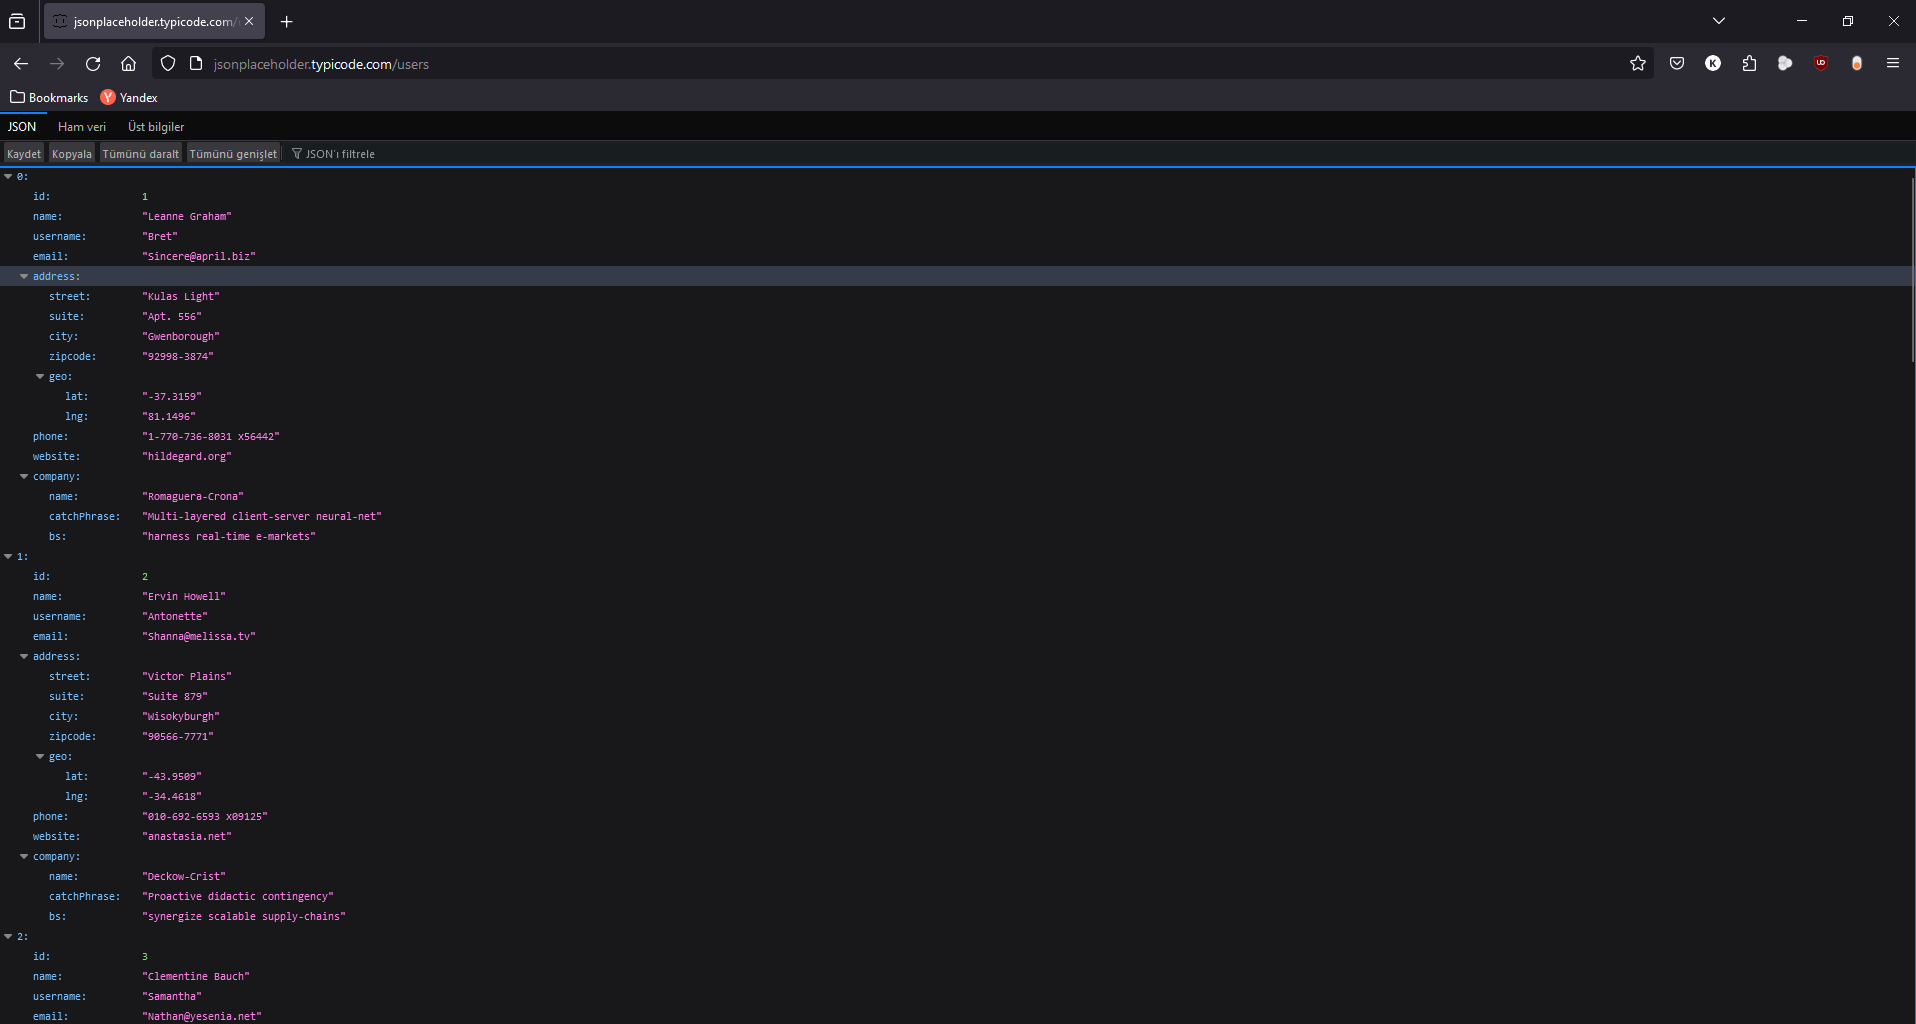 jsonplaceholder.typicode.com/
jsonplaceholder.typicode.com/users
K
UO
Bookmarks Y Yandex
JSON Ham veri Üst bilgiler
Kaydet Kopyala Tümünü daralt Tümünü genişlet JSON'ı filtrele
0:
id: 1
name: "Leanne Graham"
username: "Bret"
email: "Sincere@april.biz"
address:
street: "Kulas Light"
suite: "Apt. 556"
city: "Gwenborough"
zipcode: "92998-3874"
geo:
lat: "-37.3159"
lng: "81.1496"
phone: "1-770-736-8031 x56442"
website: "hildegard.org"
company:
name: "Romaguera-Crona"
catchPhrase: "Multi-layered client-server neural-net"
bs: "harness real-time e-markets"
1:
id: 2
name: "Ervin Howell"
username: "Antonette"
email: "Shanna@melissa.tv"
address:
street: "Victor Plains"
suite: "Suite 879"
city: "Wisokyburgh"
zipcode: "90566-7771"
geo:
lat: "-43.9509"
lng: "-34.4618"
phone: "010-692-6593 x09125"
website: "anastasia.net"
company:
name: "Deckow-Crist"
catchPhrase: "Proactive didactic contingency"
bs: "synergize scalable supply-chains"
2:
id: 3
name: "Clementine Bauch"
username: "Samantha"
email: "Nathan@yesenia.net"